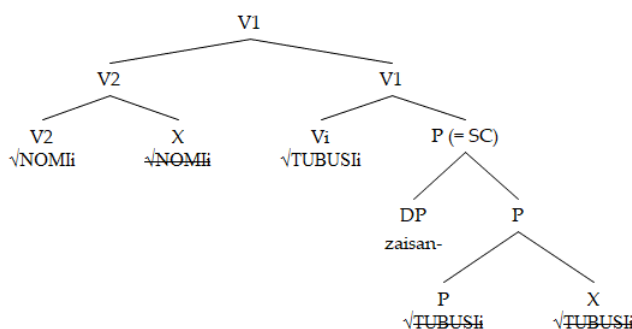 V1
V2 V1
V2 X Vi P (= SC)
√NOMIi √NOMIi √TUBUSIi
DP P
zaisan-
P X
√TUBUSIi √TUBUSIi